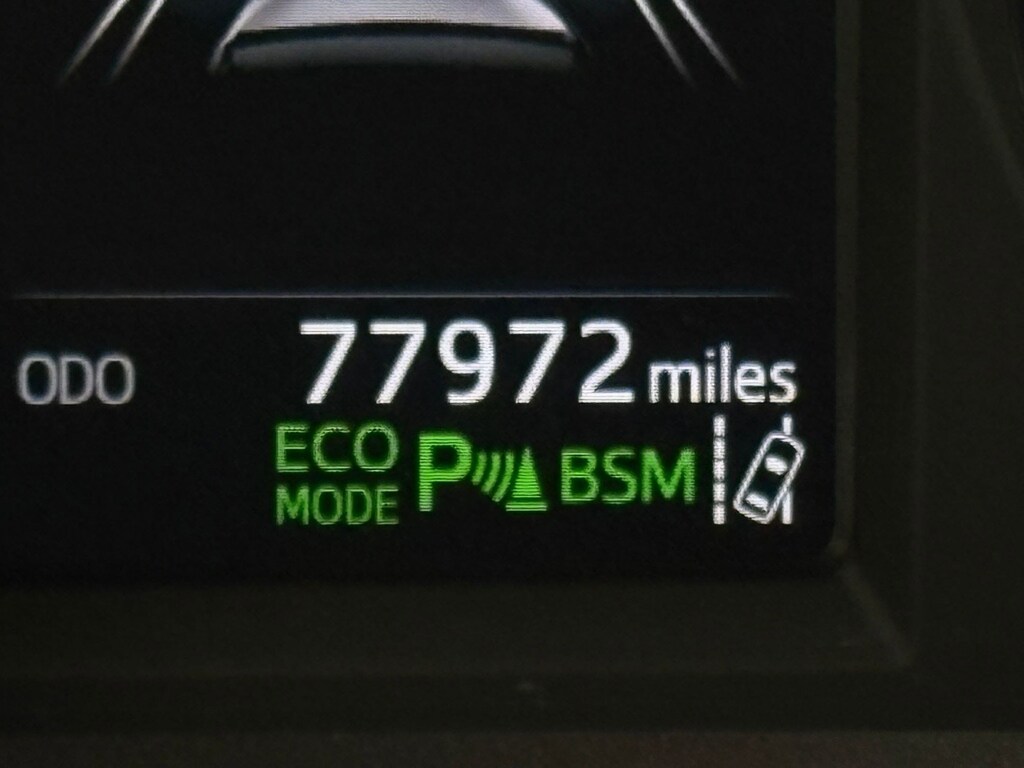 ODO 77972 miles
ECO P BSM
MODE